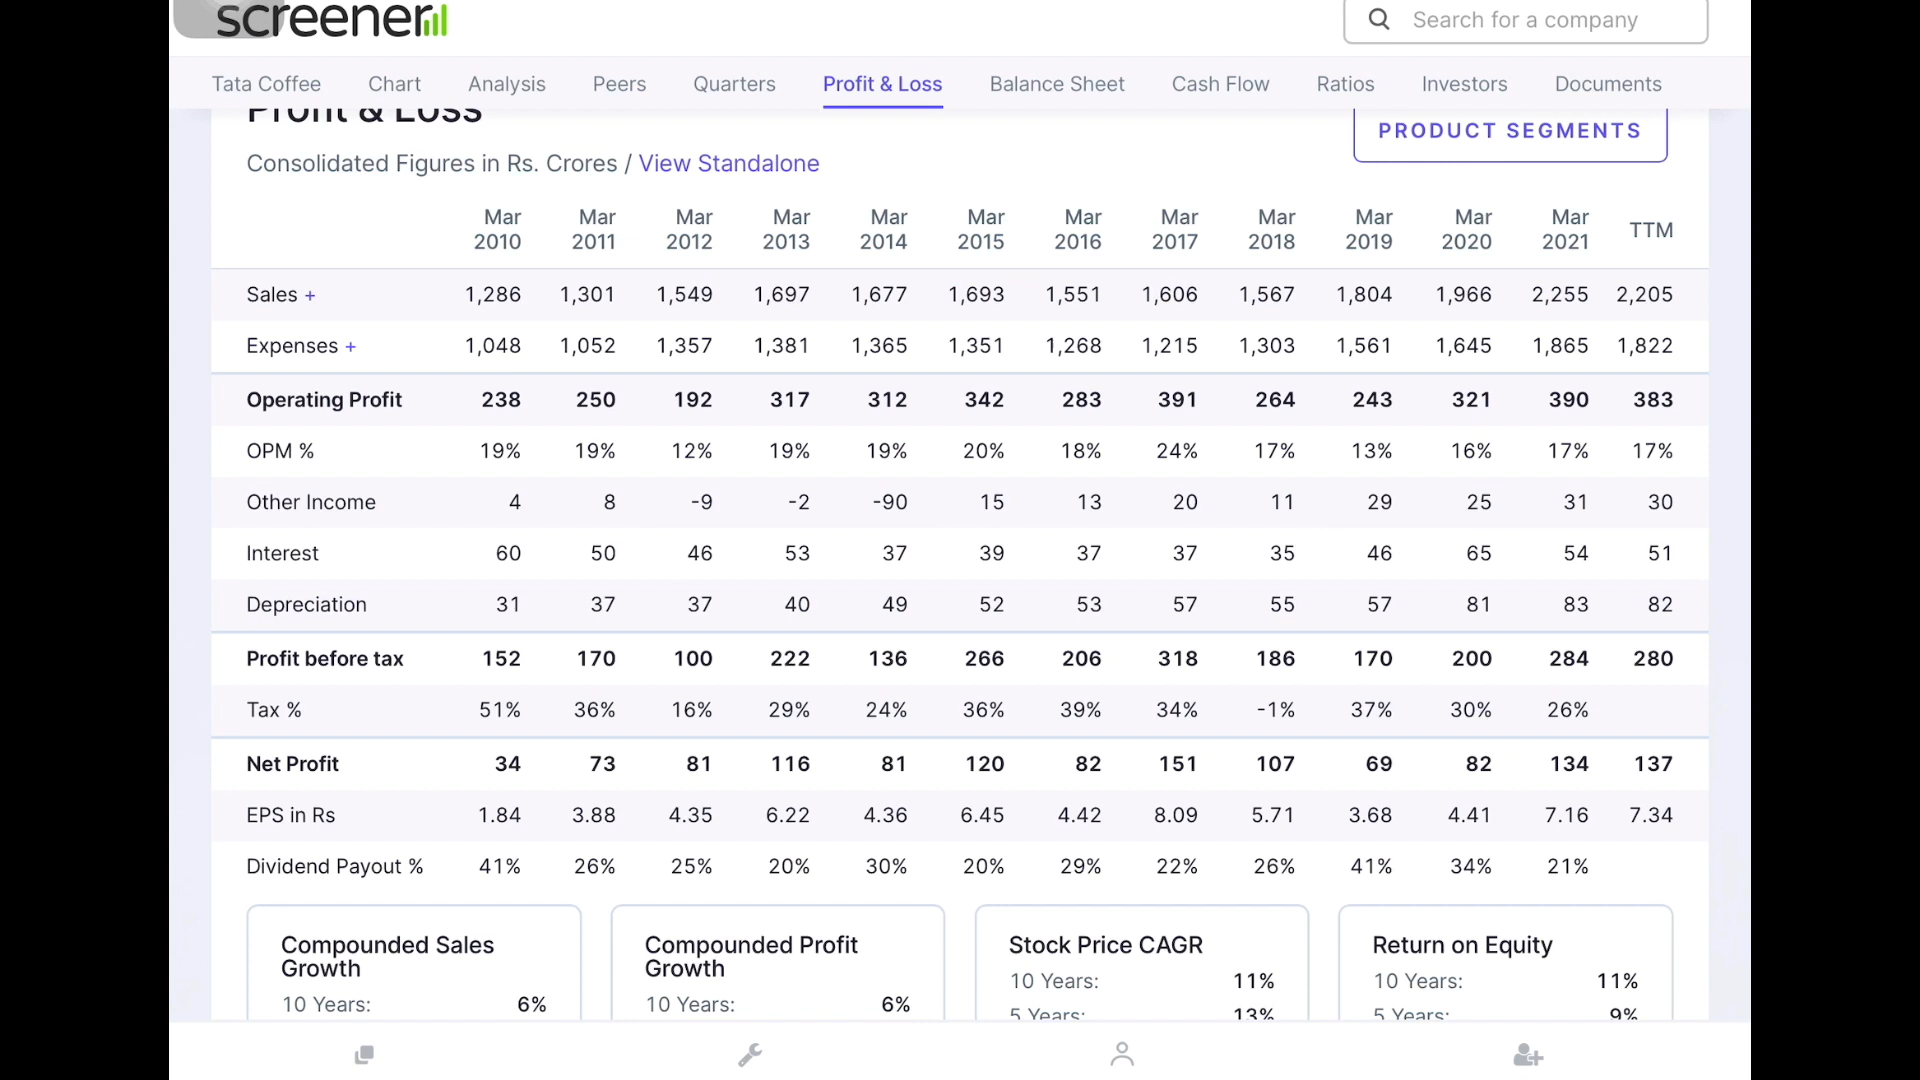 screener
Search for a company
Tata Coffee Chart Analysis Peers Quarters Profit & Loss Balance Sheet Cash Flow Ratios Investors Documents
Profit & Loss
PRODUCT SEGMENTS
Consolidated Figures in Rs. Crores / View Standalone
Mar 2010 Mar 2011 Mar 2012 Mar 2013 Mar 2014 Mar 2015 Mar 2016 Mar 2017 Mar 2018 Mar 2019 Mar 2020 Mar 2021 TTM
Sales + 1,286 1,301 1,549 1,697 1,677 1,693 1,551 1,606 1,567 1,804 1,966 2,255 2,205
Expenses + 1,048 1,052 1,357 1,381 1,365 1,351 1,268 1,215 1,303 1,561 1,645 1,865 1,822
Operating Profit 238 250 192 317 312 342 283 391 264 243 321 390 383
OPM % 19% 19% 12% 19% 19% 20% 18% 24% 17% 13% 16% 17% 17%
Other Income 4 8 -9 -2 -90 15 13 20 11 29 25 31 30
Interest 60 50 46 53 37 39 37 37 35 46 65 54 51
Depreciation 31 37 37 40 49 52 53 57 55 57 81 83 82
Profit before tax 152 170 100 222 136 266 206 318 186 170 200 284 280
Tax % 51% 36% 16% 29% 24% 36% 39% 34% -1% 37% 30% 26%
Net Profit 34 73 81 116 81 120 82 151 107 69 82 134 137
EPS in Rs 1.84 3.88 4.35 6.22 4.36 6.45 4.42 8.09 5.71 3.68 4.41 7.16 7.34
Dividend Payout % 41% 26% 25% 20% 30% 20% 29% 22% 26% 41% 34% 21%
Compounded Sales Growth
10 Years: 6%
Compounded Profit Growth
10 Years: 6%
Stock Price CAGR
10 Years: 11%
5 Years: 13%
Return on Equity
10 Years: 11%
5 Years: 9%